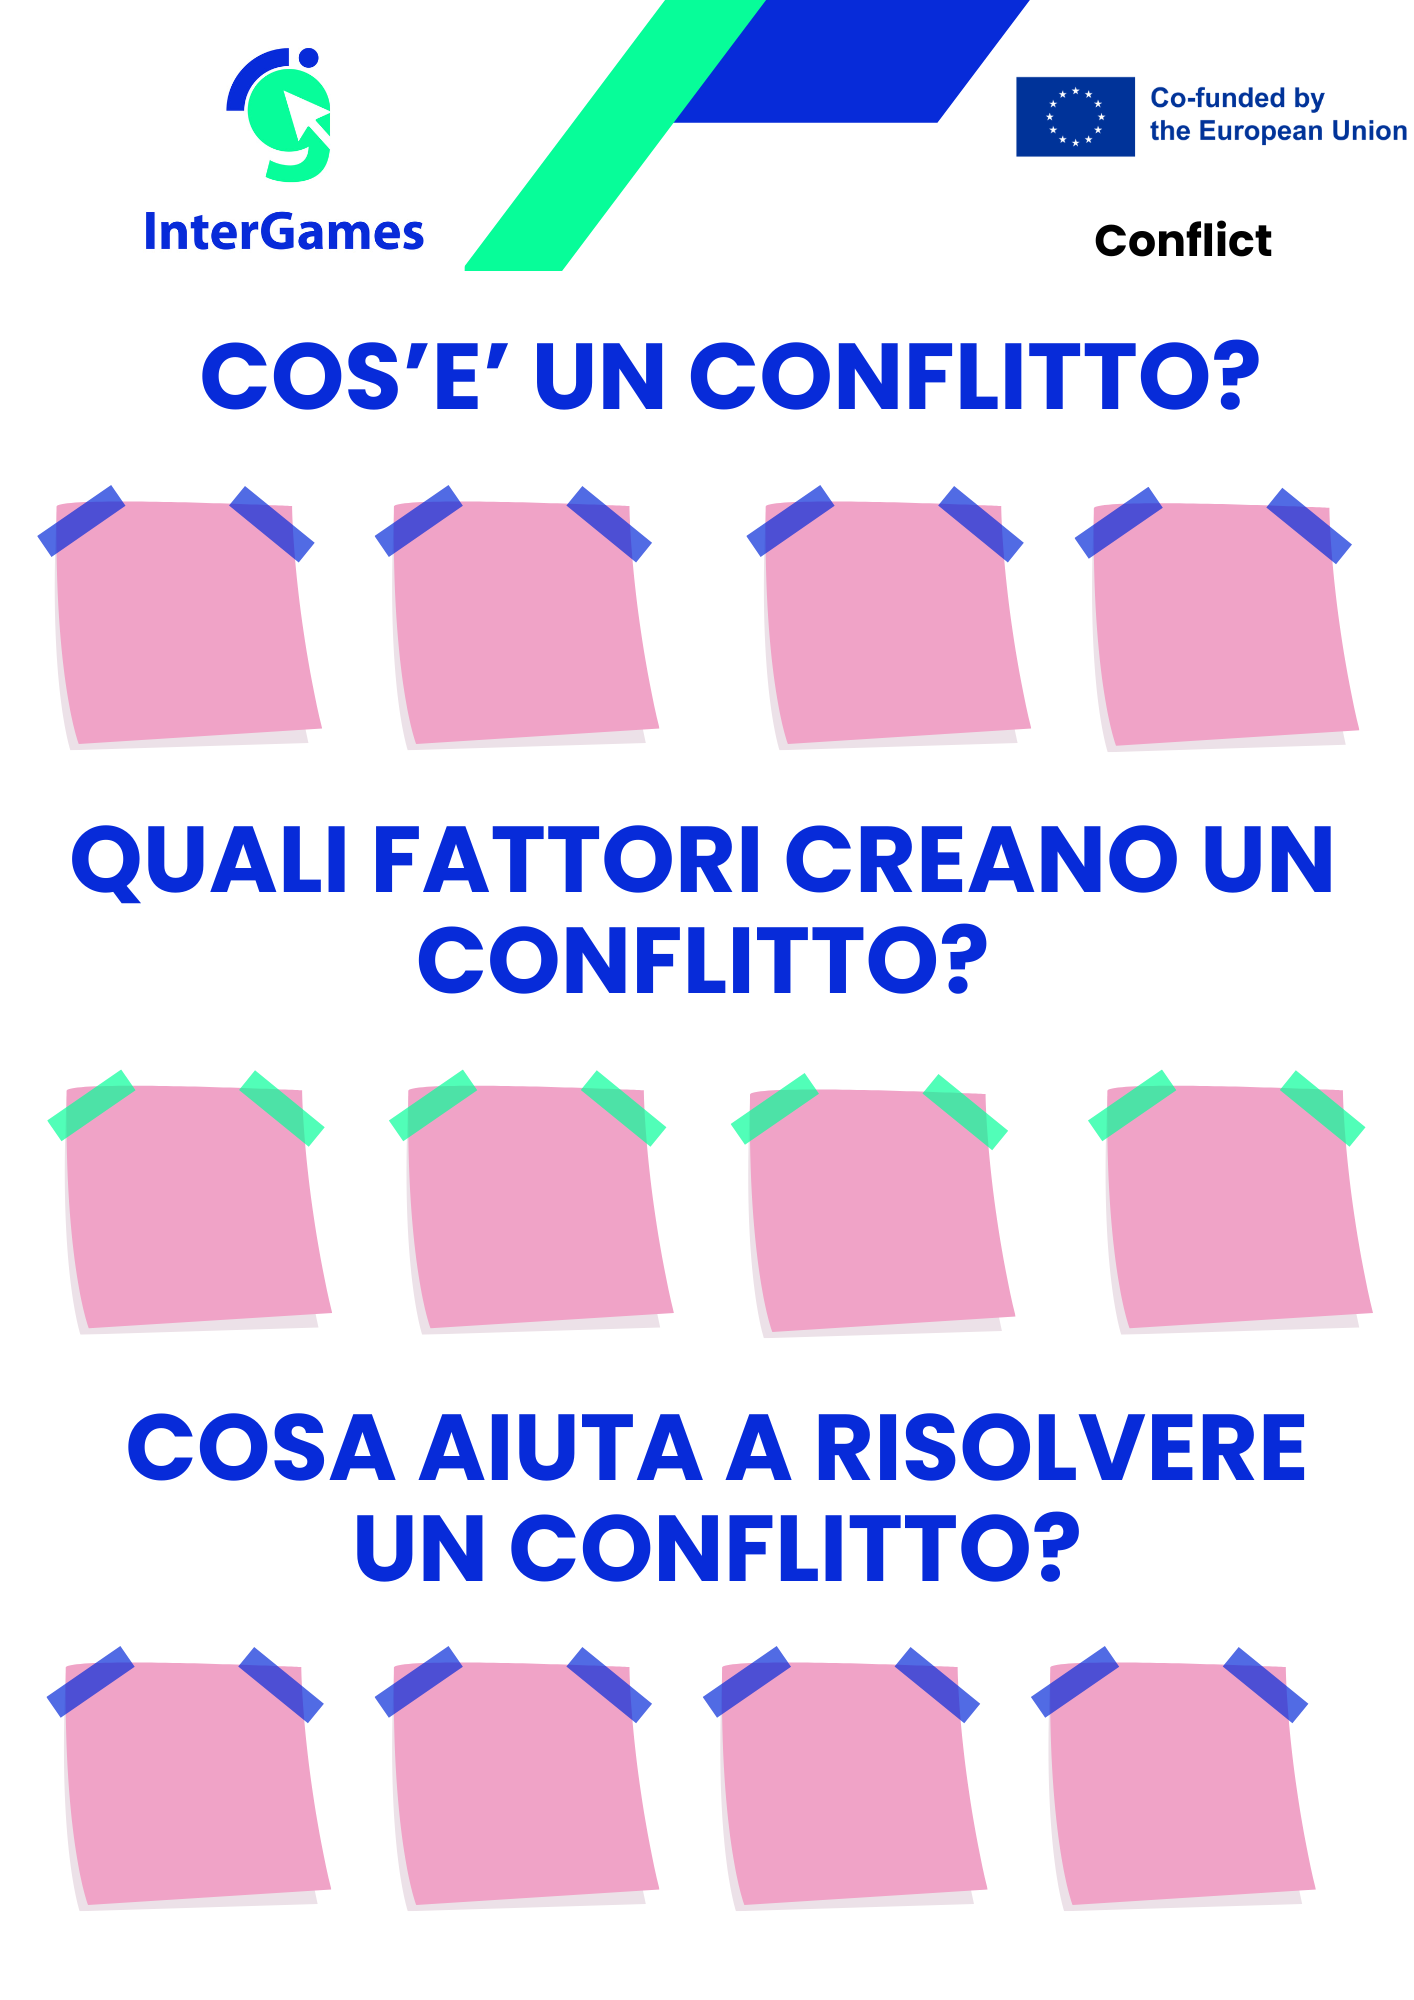 InterGames
Co-funded by
the European Union
Conflict
COS’E’ UN CONFLITTO?
QUALI FATTORI CREANO UN
CONFLITTO?
COSA AIUTA A RISOLVERE
UN CONFLITTO?